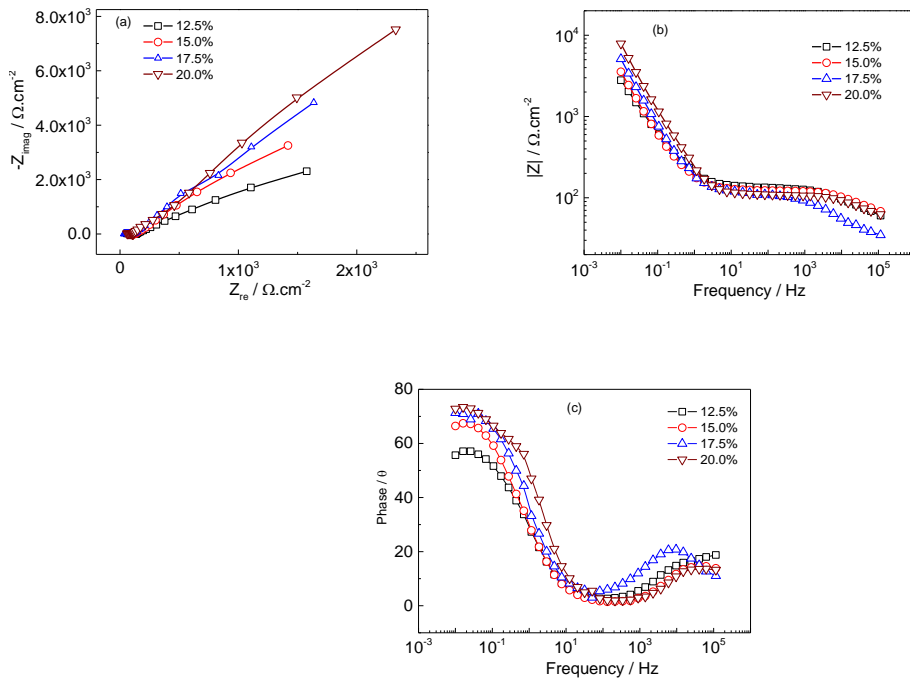 (a)
12.5%
15.0%
17.5%
20.0%
8.0x10³
6.0x10³
4.0x10³
2.0x10³
0.0
-Z_imag / Ω.cm⁻²
0
1x10³
2x10³
Z_re / Ω.cm⁻²
(b)
12.5%
15.0%
17.5%
20.0%
10⁴
10³
10²
|Z| / Ω.cm⁻²
10⁻³
10⁻¹
10¹
10³
10⁵
Frequency / Hz
(c)
12.5%
15.0%
17.5%
20.0%
80
60
40
20
0
Phase / θ
10⁻³
10⁻¹
10¹
10³
10⁵
Frequency / Hz